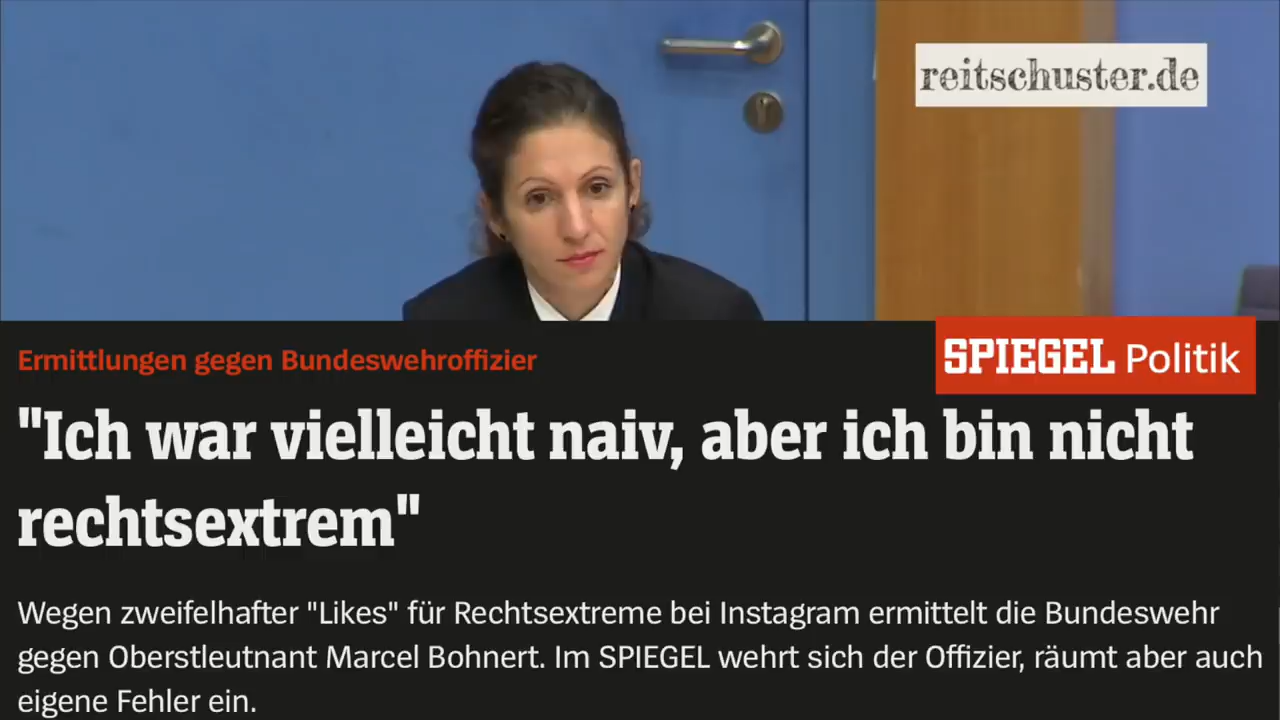 reitschuster.de
Ermittlungen gegen Bundeswehroffizier
SPIEGEL Politik
"Ich war vielleicht naiv, aber ich bin nicht
rechtsextrem"
Wegen zweifelhafter "Likes" für Rechtsextreme bei Instagram ermittelt die Bundeswehr
gegen Oberstleutnant Marcel Bohnert. Im SPIEGEL wehrt sich der Offizier, räumt aber auch
eigene Fehler ein.